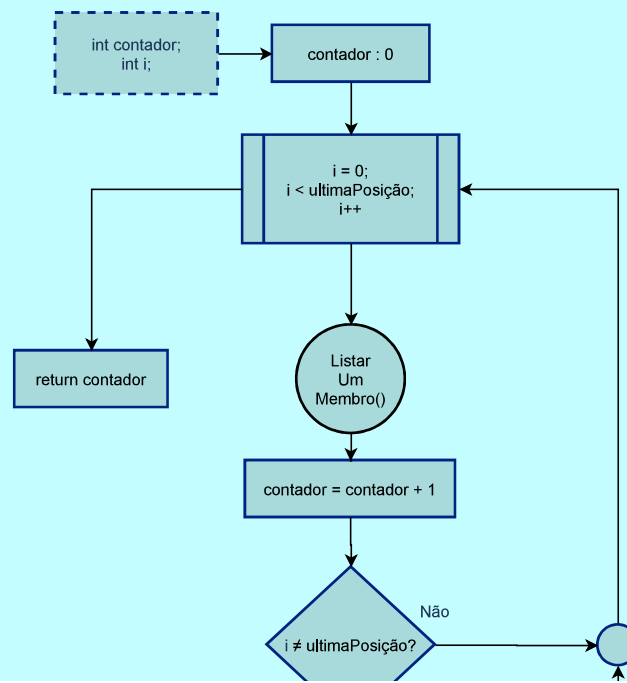 int contador;
int i;
contador : 0
i = 0;
i < ultimaPosição;
i++
return contador
Listar
Um
Membro()
contador = contador + 1
Não
i ≠ ultimaPosição?